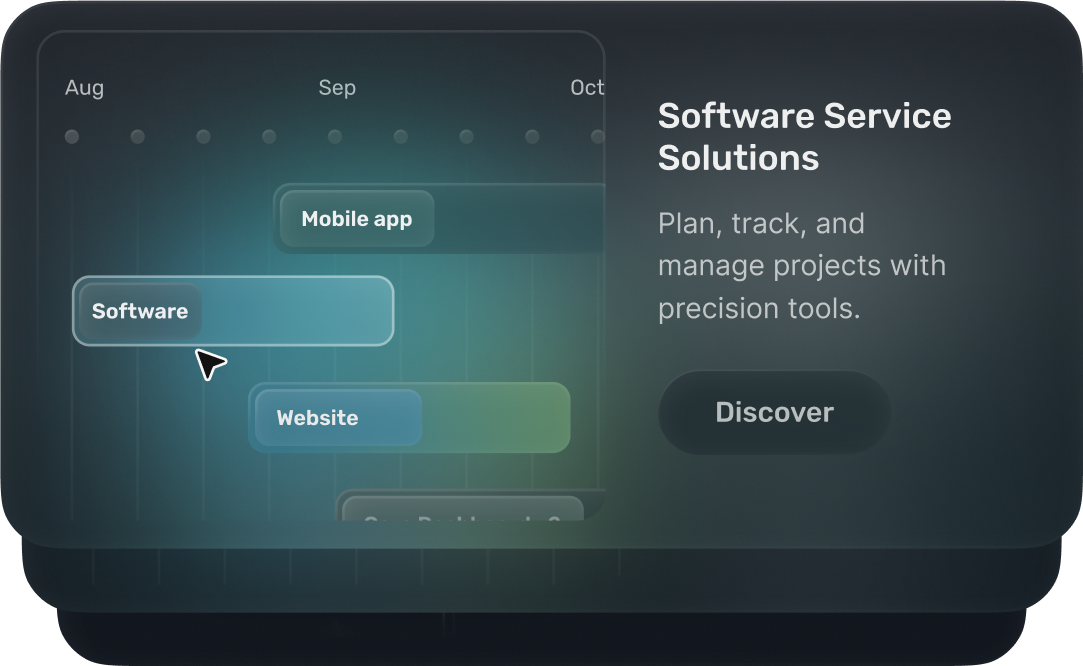 Aug Sep Oct
Mobile app
Software
Website
Software Service
Solutions
Plan, track, and
manage projects with
precision tools.
Discover